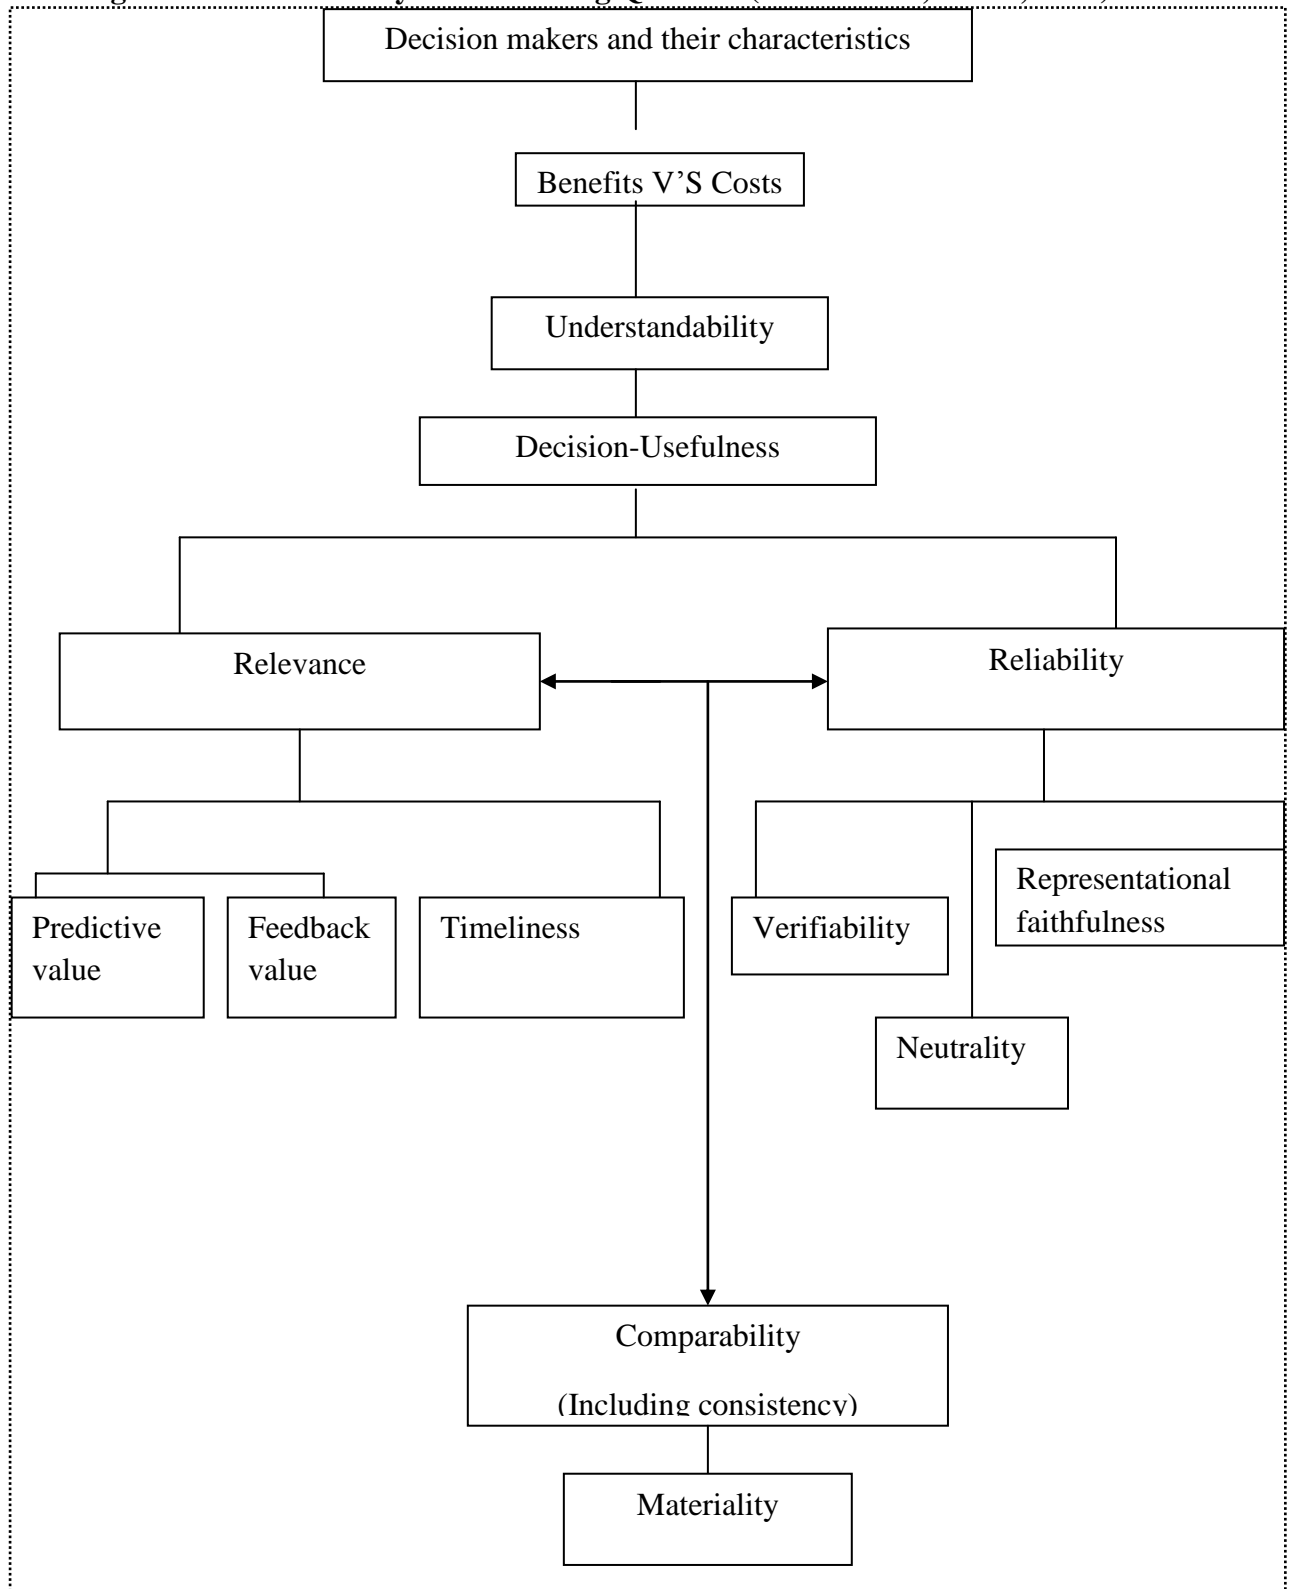 Decision makers and their characteristics
Benefits V’S Costs
Understandability
Decision-Usefulness
Relevance
Reliability
Predictive
value
Feedback
value
Timeliness
Verifiability
Representational
faithfulness
Neutrality
Comparability
(Including consistency)
Materiality